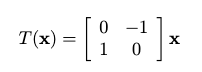 T(x) = [ 0 −1
1 0 ] x